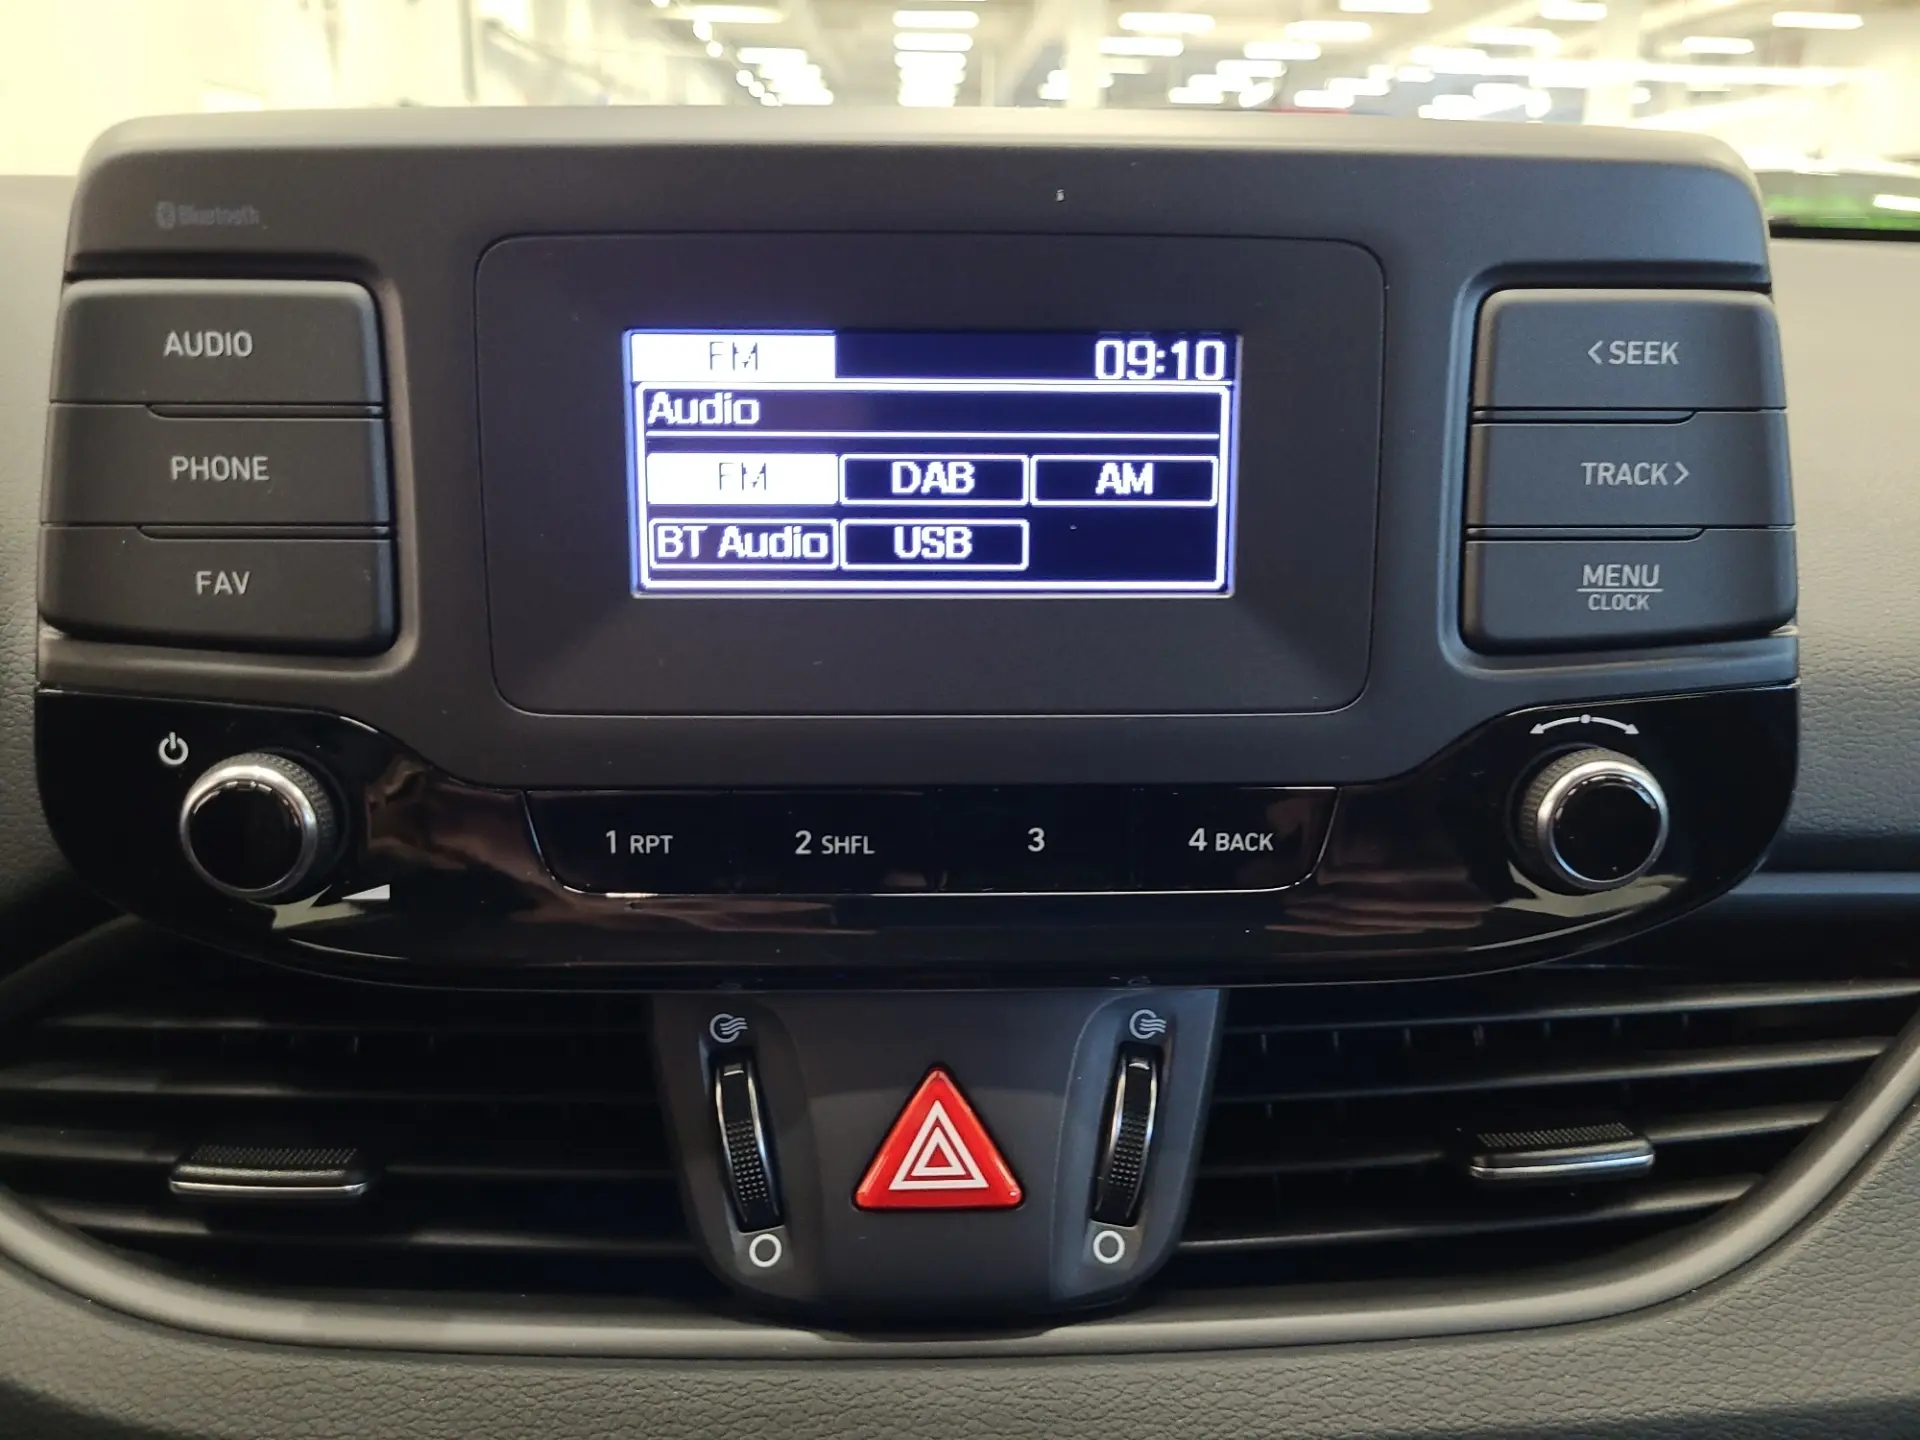 Bluetooth
AUDIO
PHONE
FAV
FM 09:10
Audio
FM DAB AM
BT Audio USB
< SEEK
TRACK >
MENU
CLOCK
1 RPT 2 SHFL 3 4 BACK